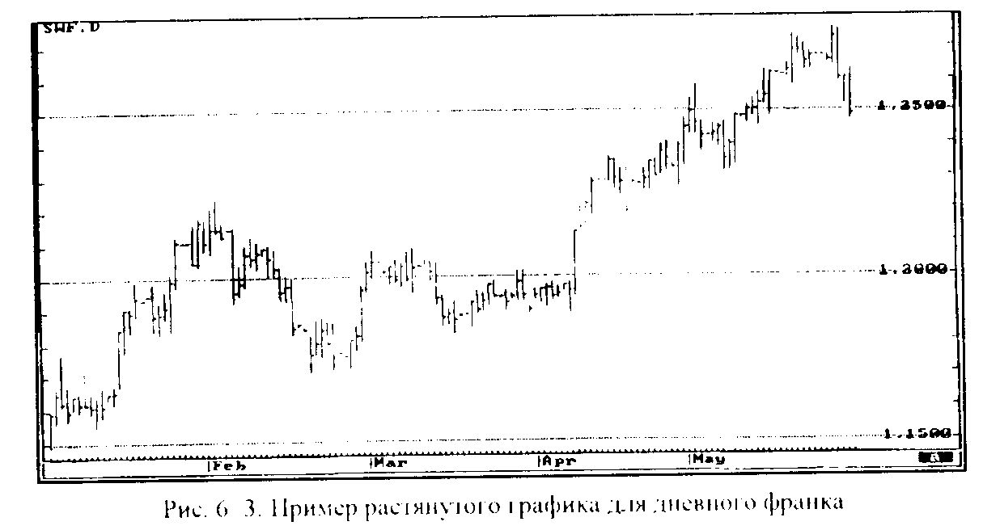 SWF.D
1.2500
1.2000
1.1500
Feb Mar Apr May
Рис. 6 3. Пример растянутого графика для дневного франка